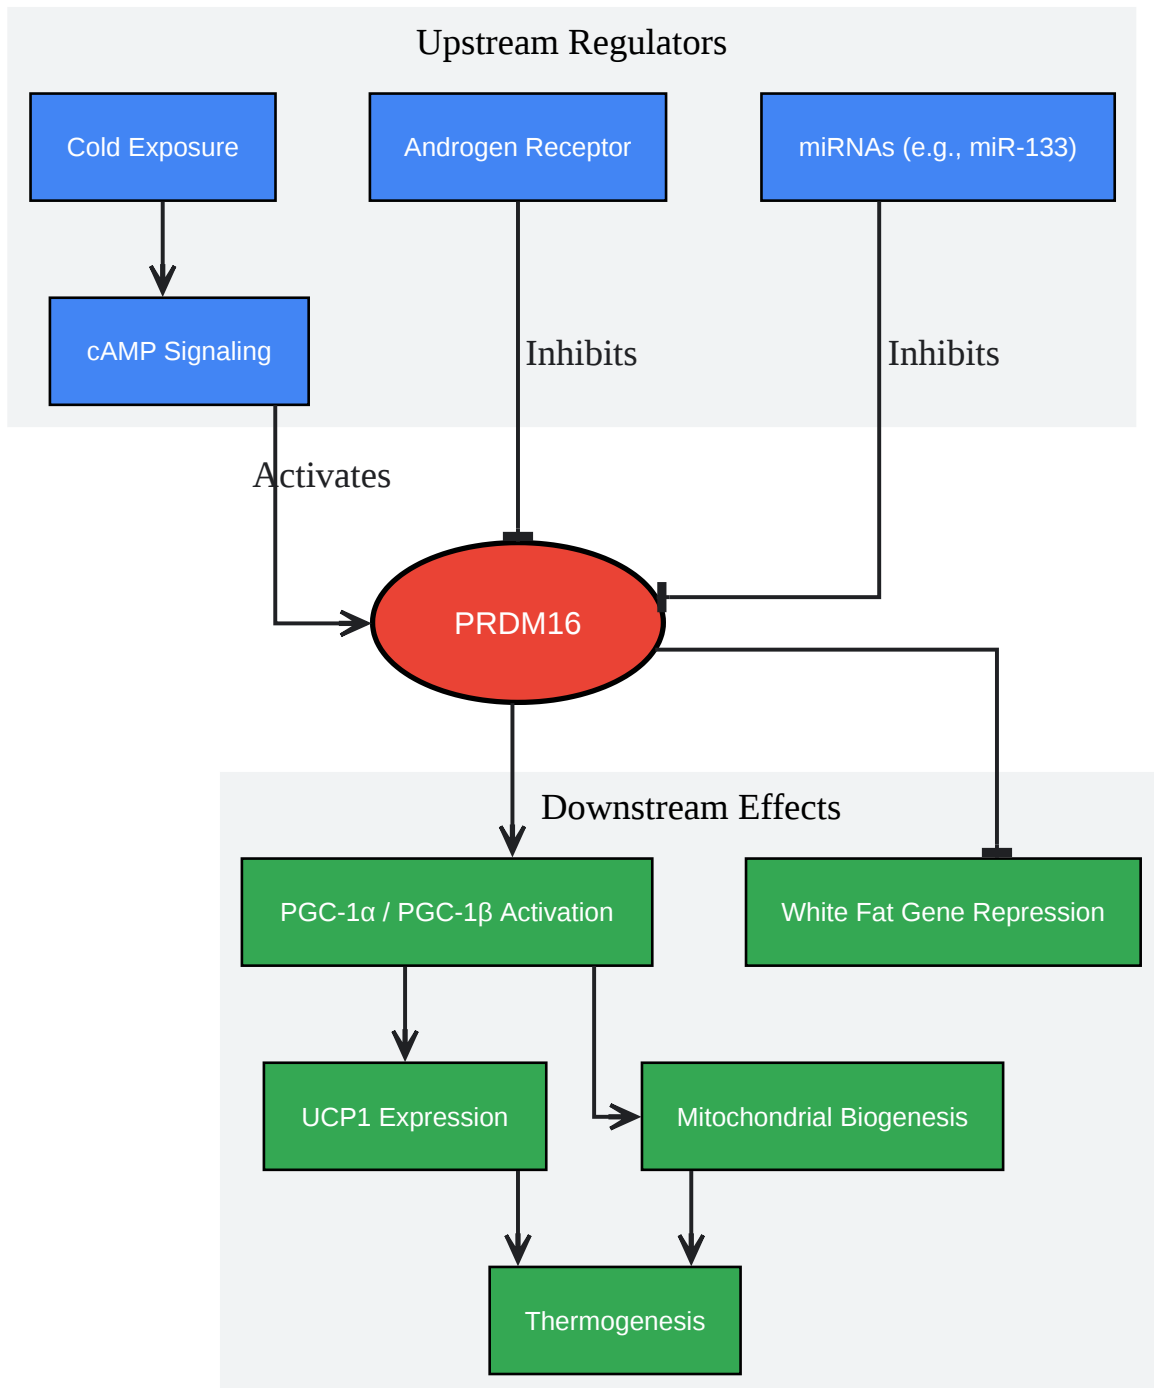 Upstream Regulators
Cold Exposure
Androgen Receptor
miRNAs (e.g., miR-133)
cAMP Signaling
Inhibits
Inhibits
Activates
PRDM16
Downstream Effects
PGC-1α / PGC-1β Activation
White Fat Gene Repression
UCP1 Expression
Mitochondrial Biogenesis
Thermogenesis